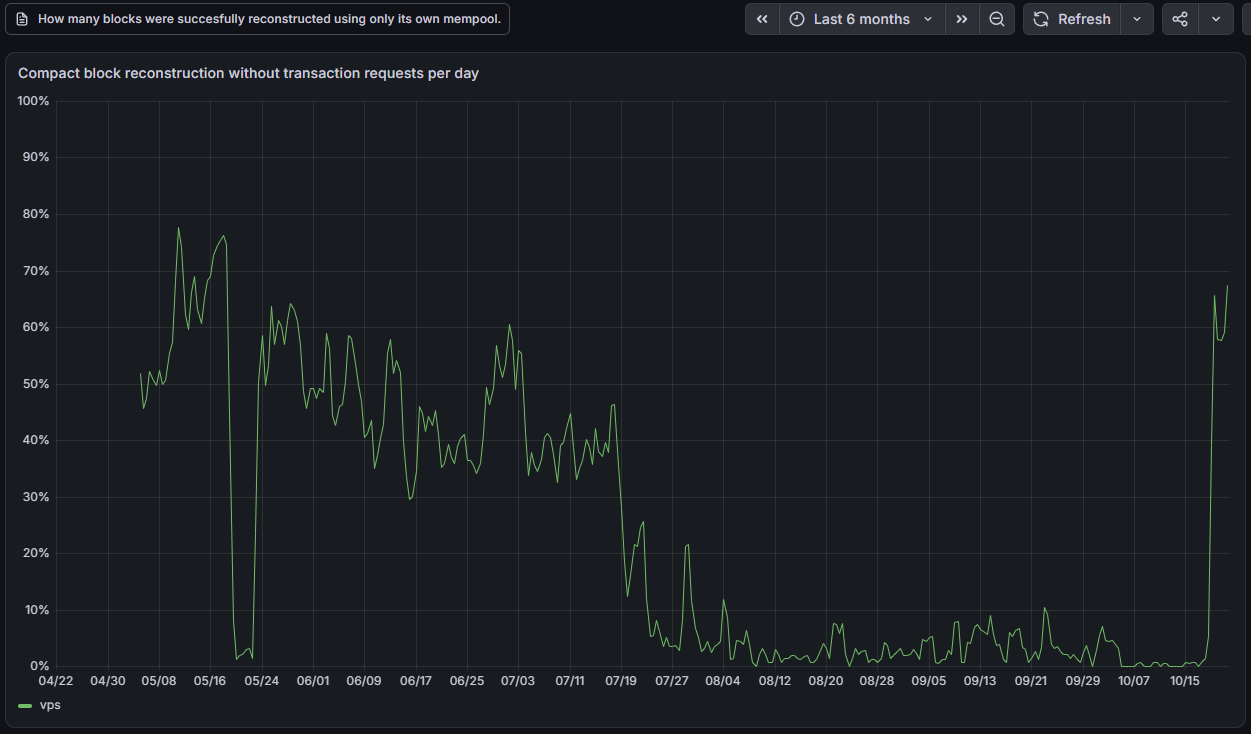 How many blocks were succesfully reconstructed using only its own mempool.
Last 6 months
Refresh
Compact block reconstruction without transaction requests per day
100%
90%
80%
70%
60%
50%
40%
30%
20%
10%
0%
04/22 04/30 05/08 05/16 05/24 06/01 06/09 06/17 06/25 07/03 07/11 07/19 07/27 08/04 08/12 08/20 08/28 09/05 09/13 09/21 09/29 10/07 10/15
vps